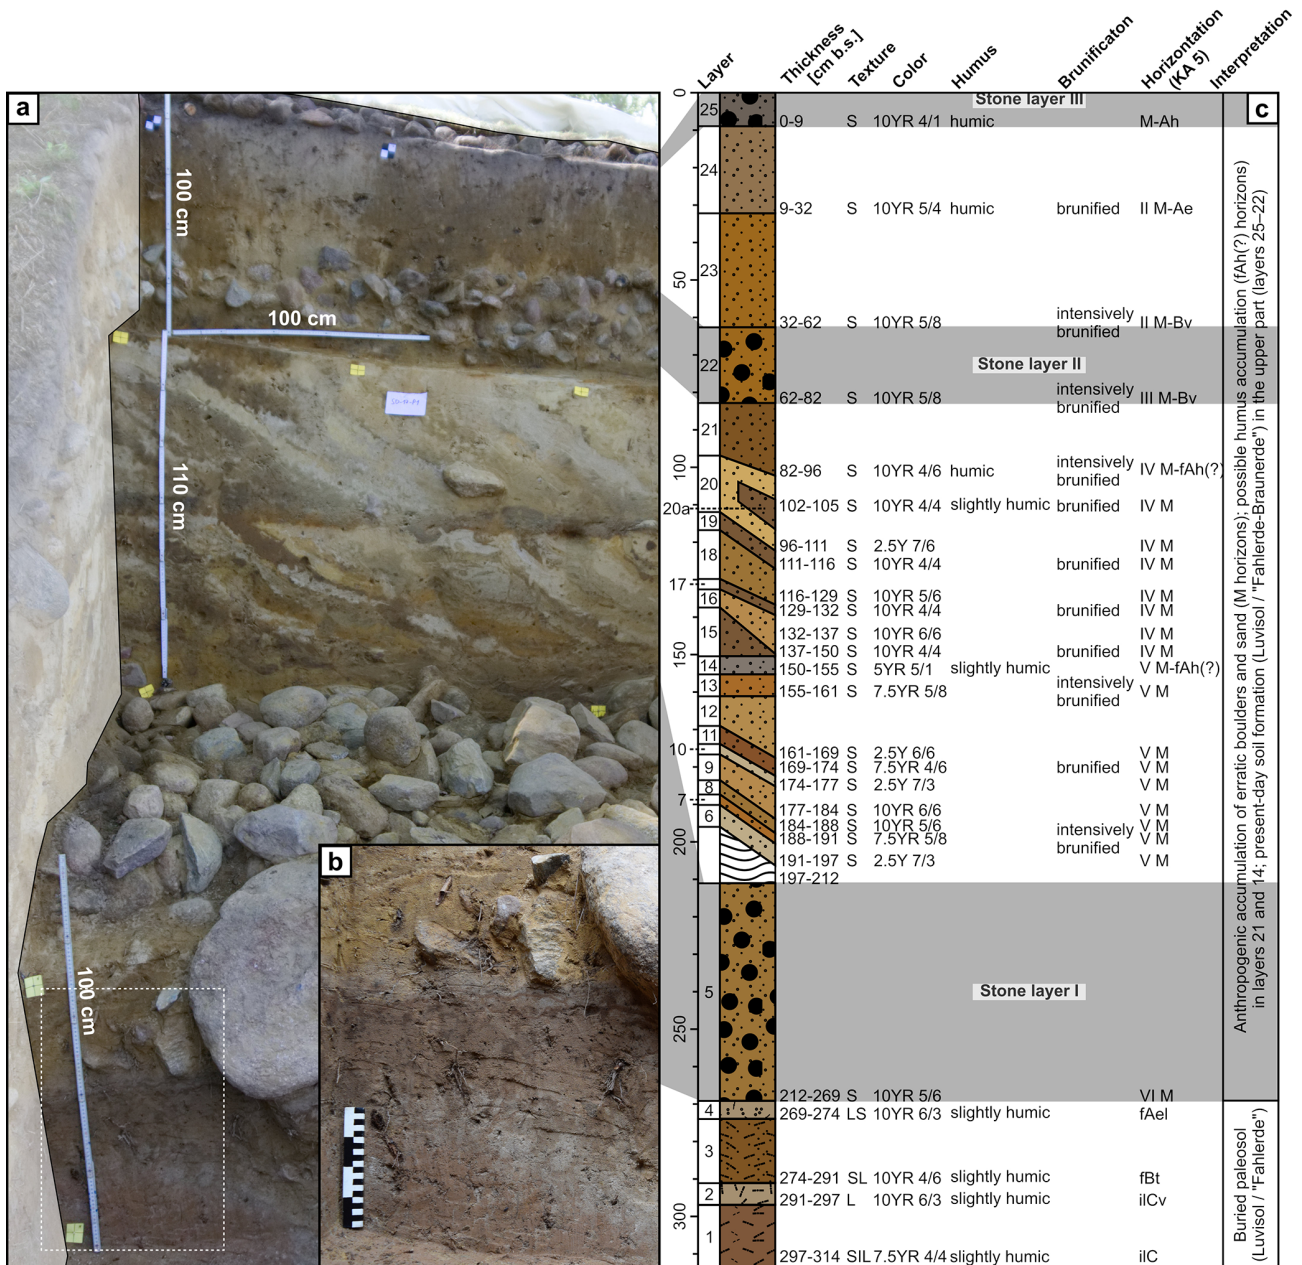 a
100 cm
100 cm
110 cm
100 cm
b
c
Layer
Thickness [cm b.s.]
Texture
Color
Humus
Brunificaton
Horizontation (KA 5)
Interpretation
0
50
100
150
200
250
300
Stone layer III
25 0-9 S 10YR 4/1 humic M-Ah
24 9-32 S 10YR 5/4 humic brunified II M-Ae
23 32-62 S 10YR 5/8 intensively brunified II M-Bv
Stone layer II
22 62-82 S 10YR 5/8 intensively brunified III M-Bv
21 82-96 S 10YR 4/6 humic intensively brunified IV M-fAh(?)
20a 102-105 S 10YR 4/4 slightly humic brunified IV M
20 96-111 S 2.5Y 7/6 IV M
19 111-116 S 10YR 4/4 brunified IV M
18 116-129 S 10YR 5/6 IV M
17 129-132 S 10YR 4/4 brunified IV M
16 132-137 S 10YR 6/6 IV M
15 137-150 S 10YR 4/4 brunified IV M
14 150-155 S 5YR 5/1 slightly humic V M-fAh(?)
13 155-161 S 7.5YR 5/8 intensively brunified V M
12 161-169 S 2.5Y 6/6 V M
11 169-174 S 7.5YR 4/6 brunified V M
10 174-177 S 2.5Y 7/3 V M
9 177-184 S 10YR 6/6 V M
8 184-188 S 10YR 5/6 V M
7 188-191 S 7.5YR 5/8 intensively brunified V M
6 191-197 S 2.5Y 7/3 V M
197-212
Stone layer I
5 212-269 S 10YR 5/6 VI M
4 269-274 LS 10YR 6/3 slightly humic fAel
3 274-291 SL 10YR 4/6 slightly humic fBt
2 291-297 L 10YR 6/3 slightly humic ilCv
1 297-314 SIL 7.5YR 4/4 slightly humic ilC
Anthropogenic accumulation of erratic boulders and sand (M horizons); possible humus accumulation (fAh(?) horizons)
in layers 21 and 14; present-day soil formation (Luvisol / "Fahlerde-Braunerde") in the upper part (layers 25–22)
Buried paleosol
(Luvisol / "Fahlerde")